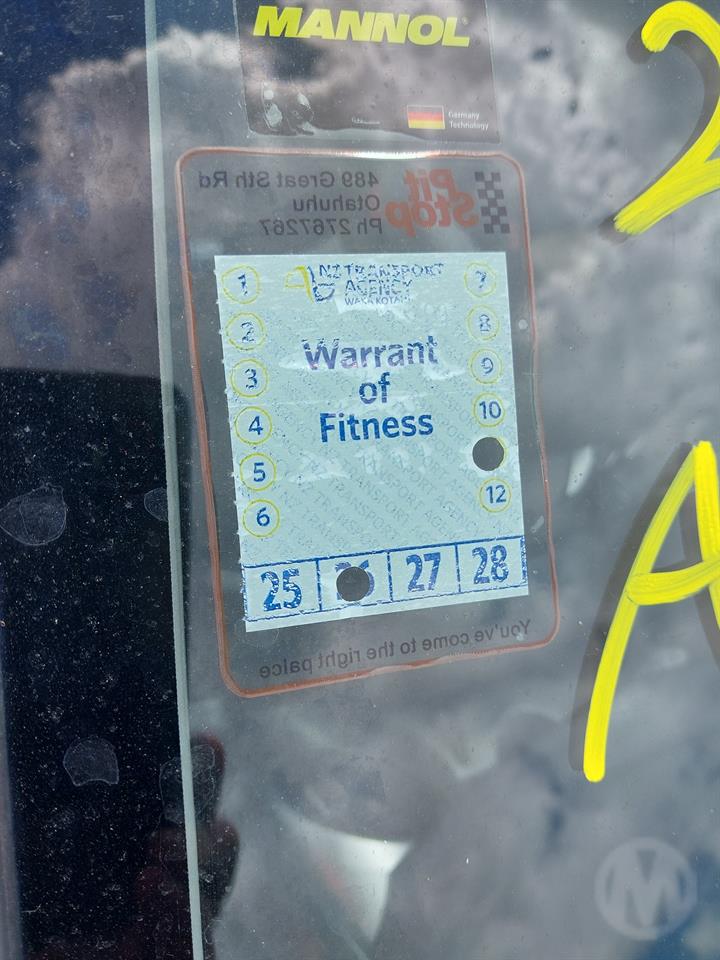 MANNOL
Germany
Technology
489 Great Sth Rd
Otahuhu
Ph 2767267
Pit
Stop
NZ TRANSPORT
AGENCY
WAKA KOTAHI
Warrant
of
Fitness
1
2
3
4
5
6
7
8
9
10
12
25 26 27 28
You've come to the right palce
2
A
M